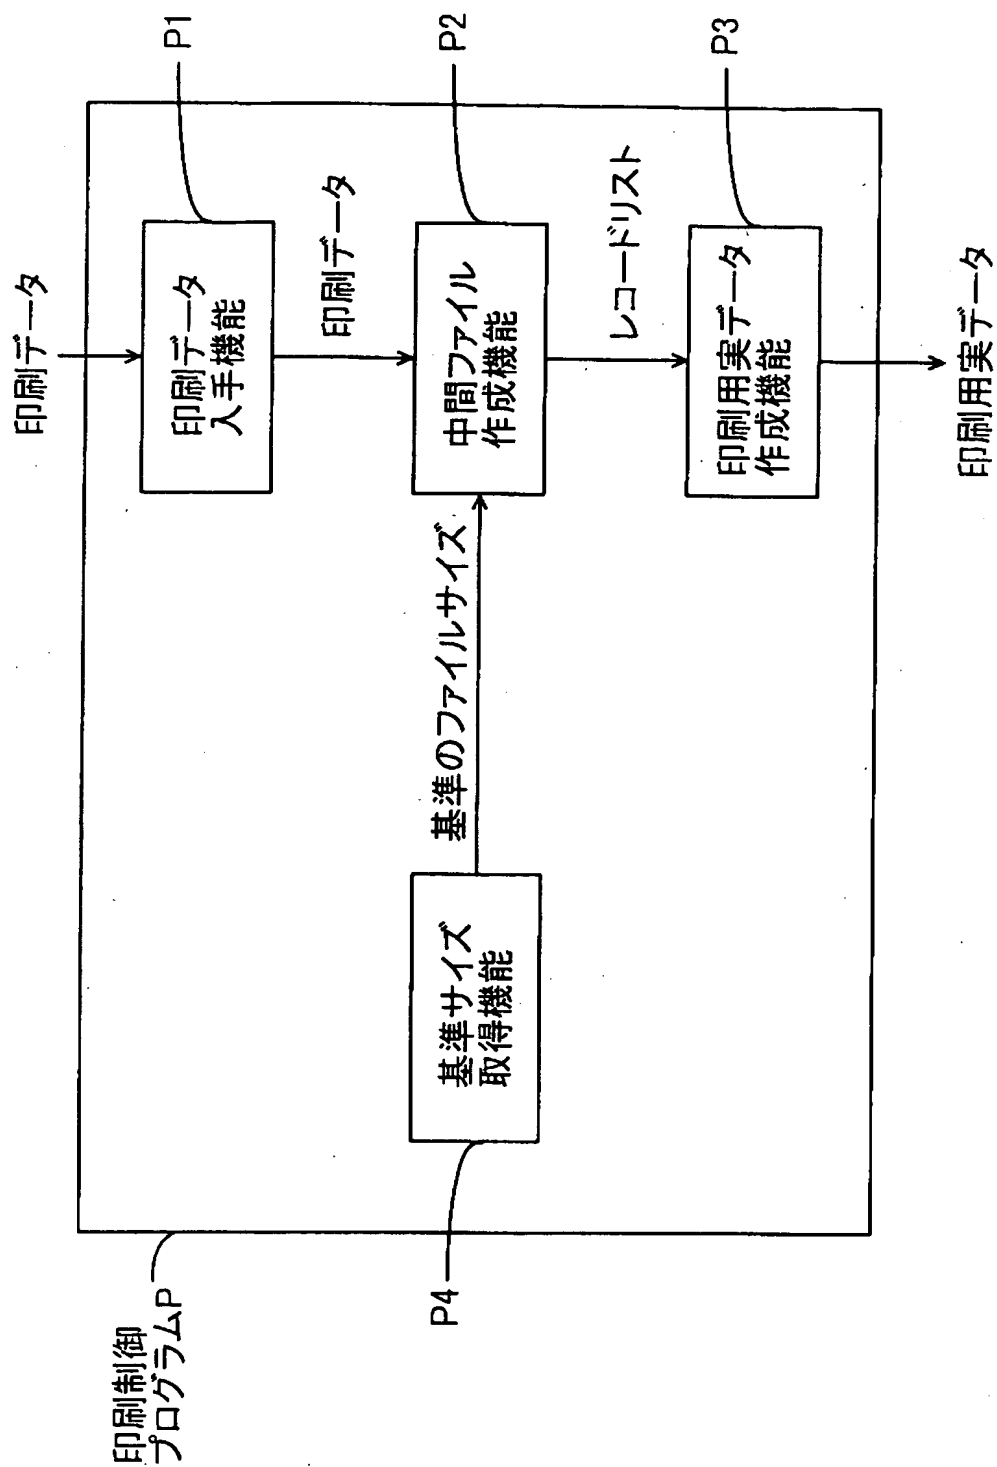 印刷制御
プログラムP
印刷データ
P1
印刷データ
入手機能
印刷データ
P2
中間ファイル
作成機能
基準のファイルサイズ
P4
基準サイズ
取得機能
レコードリスト
P3
印刷用実データ
作成機能
印刷用実データ